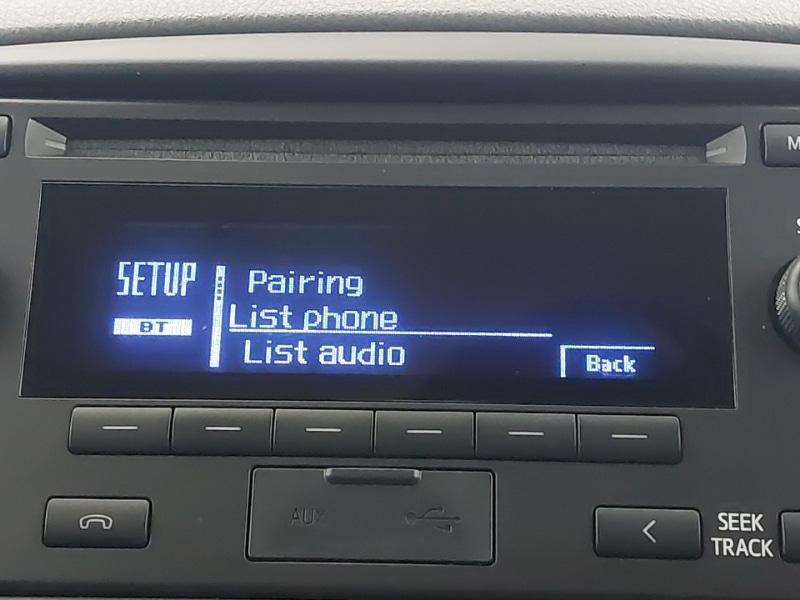 SETUP
BT
Pairing
List phone
List audio
Back
AUX
SEEK
TRACK